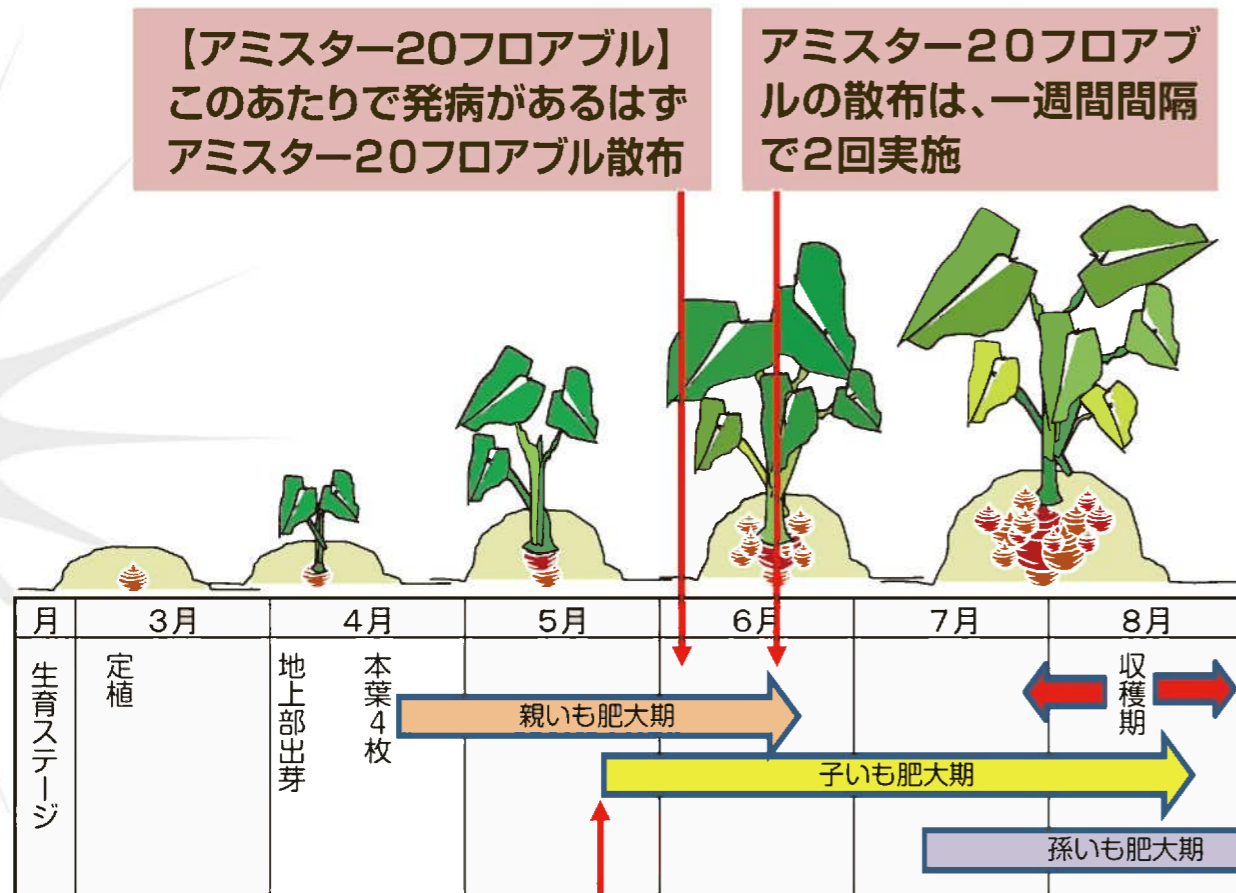 【アミスター20フロアブル】
このあたりで発病があるはず
アミスター20フロアブル散布
アミスター20フロアブ
ルの散布は、一週間間隔
で2回実施
月
3月
4月
5月
6月
7月
8月
生育ステージ
定植
地上部出芽
本葉4枚
収穫期
親いも肥大期
子いも肥大期
孫いも肥大期